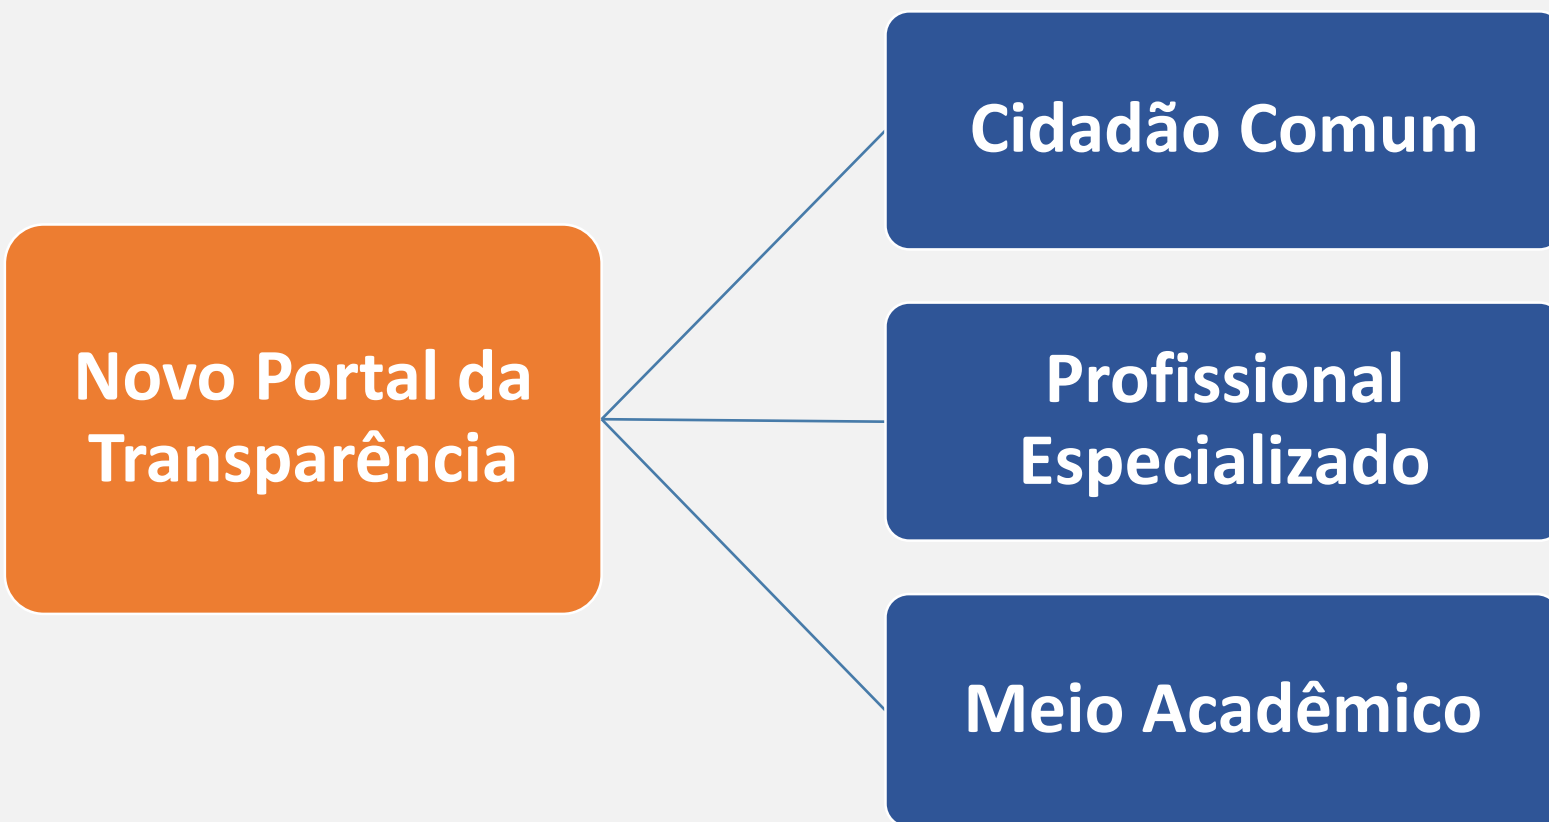 Cidadão Comum
Novo Portal da
Transparência
Profissional
Especializado
Meio Acadêmico